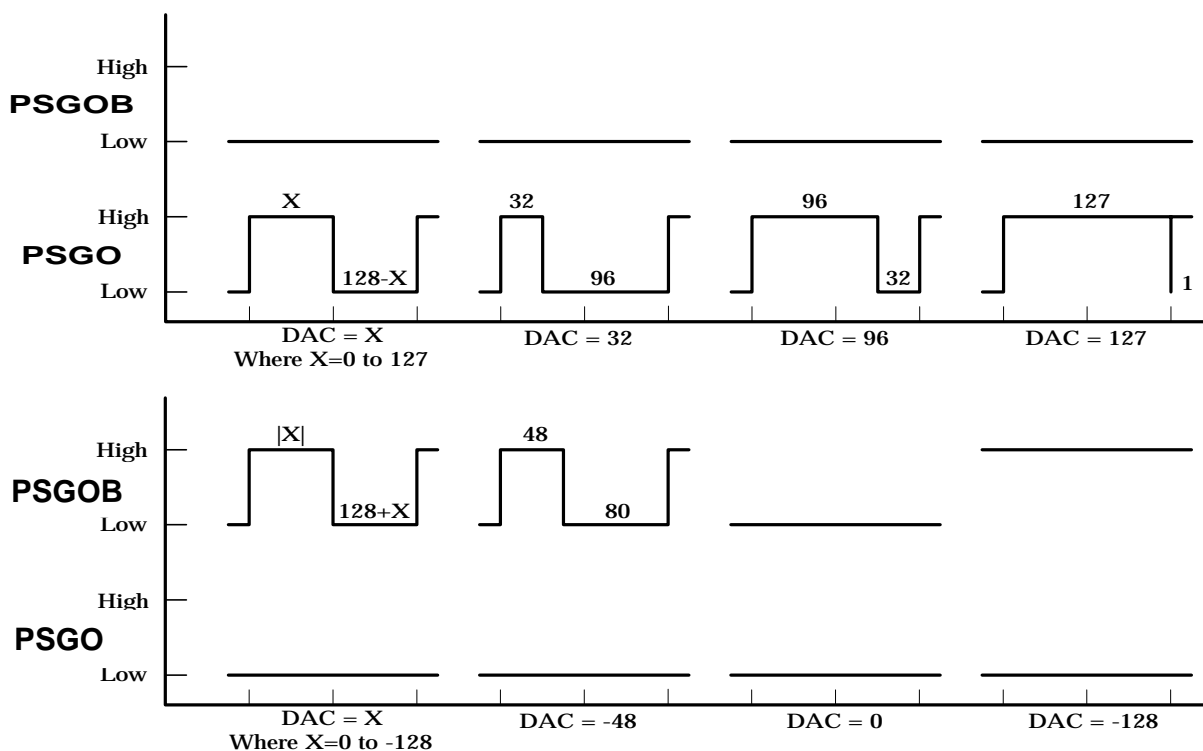 High
PSGOB
Low
X 32 96 127
High
PSGO
128-X 96 32 1
Low
DAC = X DAC = 32 DAC = 96 DAC = 127
Where X=0 to 127
|X| 48
High
PSGOB
128+X 80
Low
High
PSGO
Low
DAC = X DAC = -48 DAC = 0 DAC = -128
Where X=0 to -128